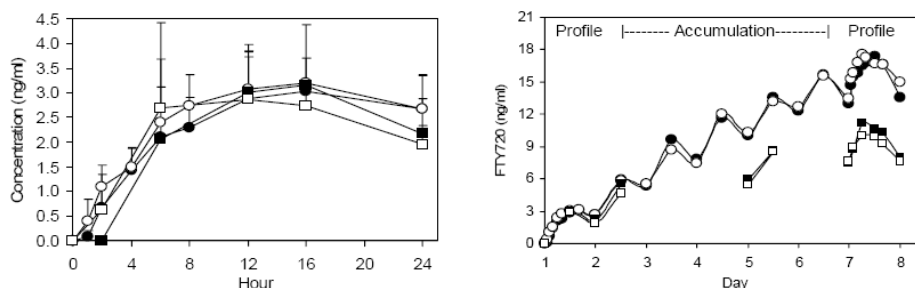 4.5
4.0
3.5
3.0
2.5
2.0
1.5
1.0
0.5
0.0
Concentration (ng/ml)
0 4 8 12 16 20 24
Hour
Profile |------- Accumulation-------| Profile
21
18
15
12
9
6
3
0
FTY720 (ng/ml)
1 2 3 4 5 6 7 8
Day